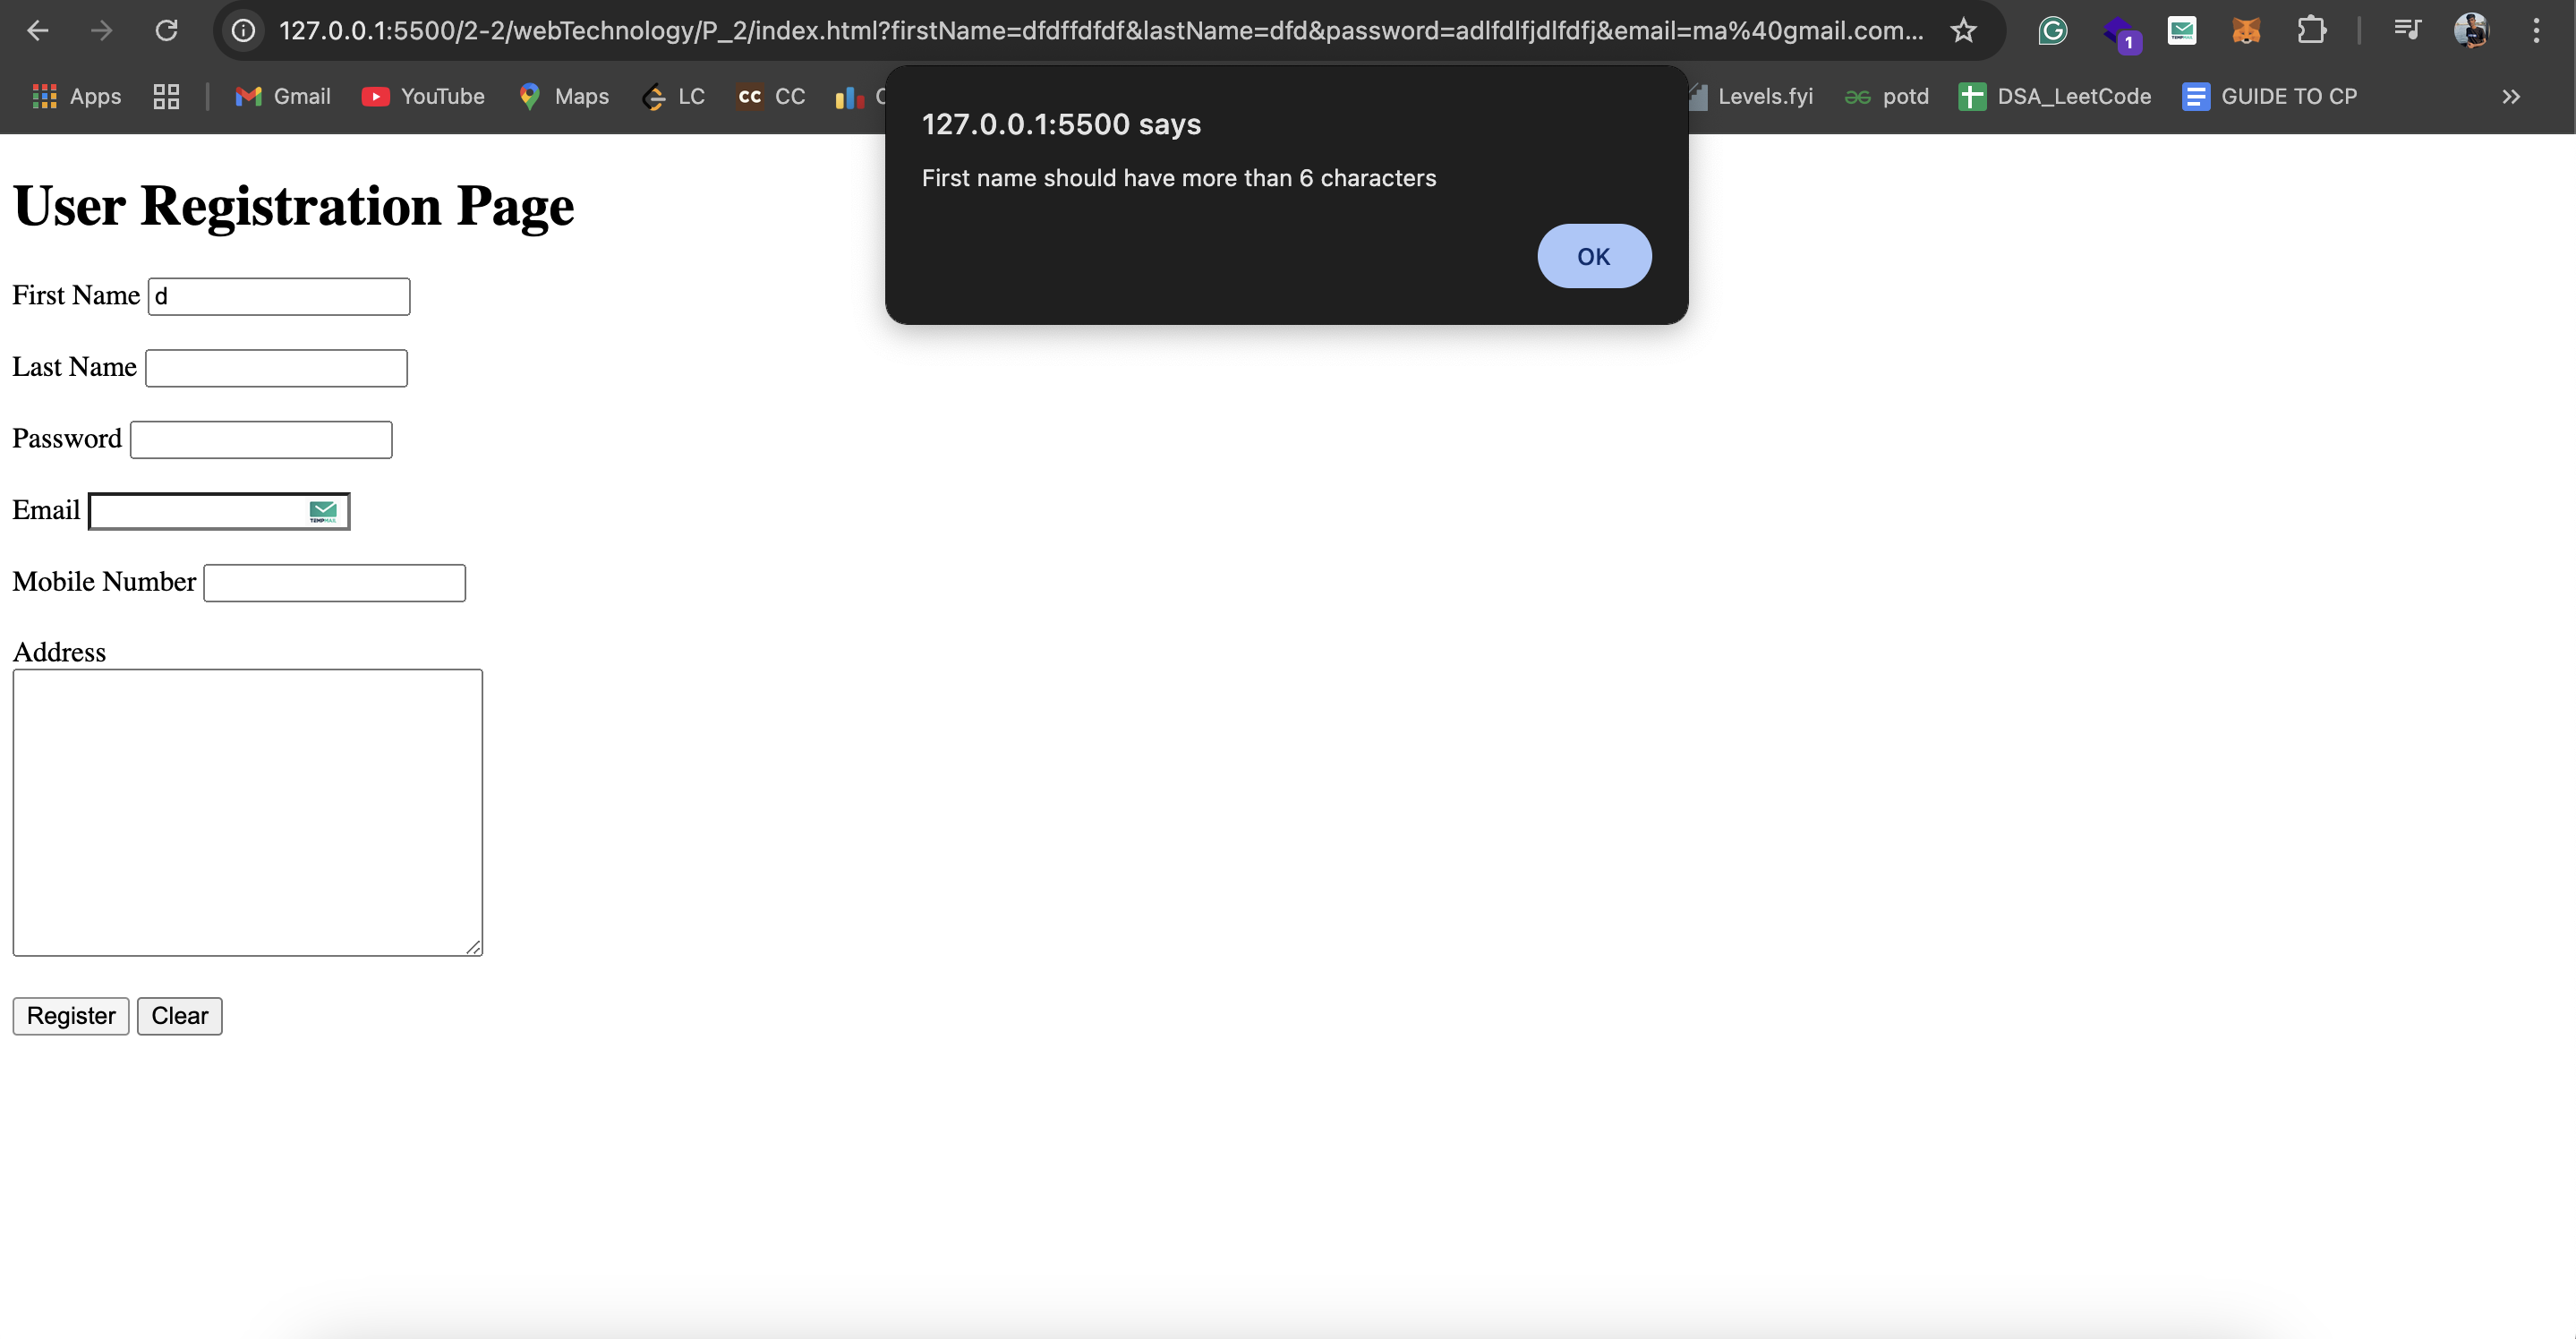 127.0.0.1:5500/2-2/webTechnology/P_2/index.html?firstName=dfdffdfdf&lastName=dfd&password=adlfdlfjdlfdfj&email=ma%40gmail.com...
1
Apps Gmail YouTube Maps LC CC CC Levels.fyi potd DSA_LeetCode GUIDE TO CP
127.0.0.1:5500 says
First name should have more than 6 characters
OK
User Registration Page
First Name d
Last Name
Password
Email TEMPMAIL
Mobile Number
Address
Register Clear